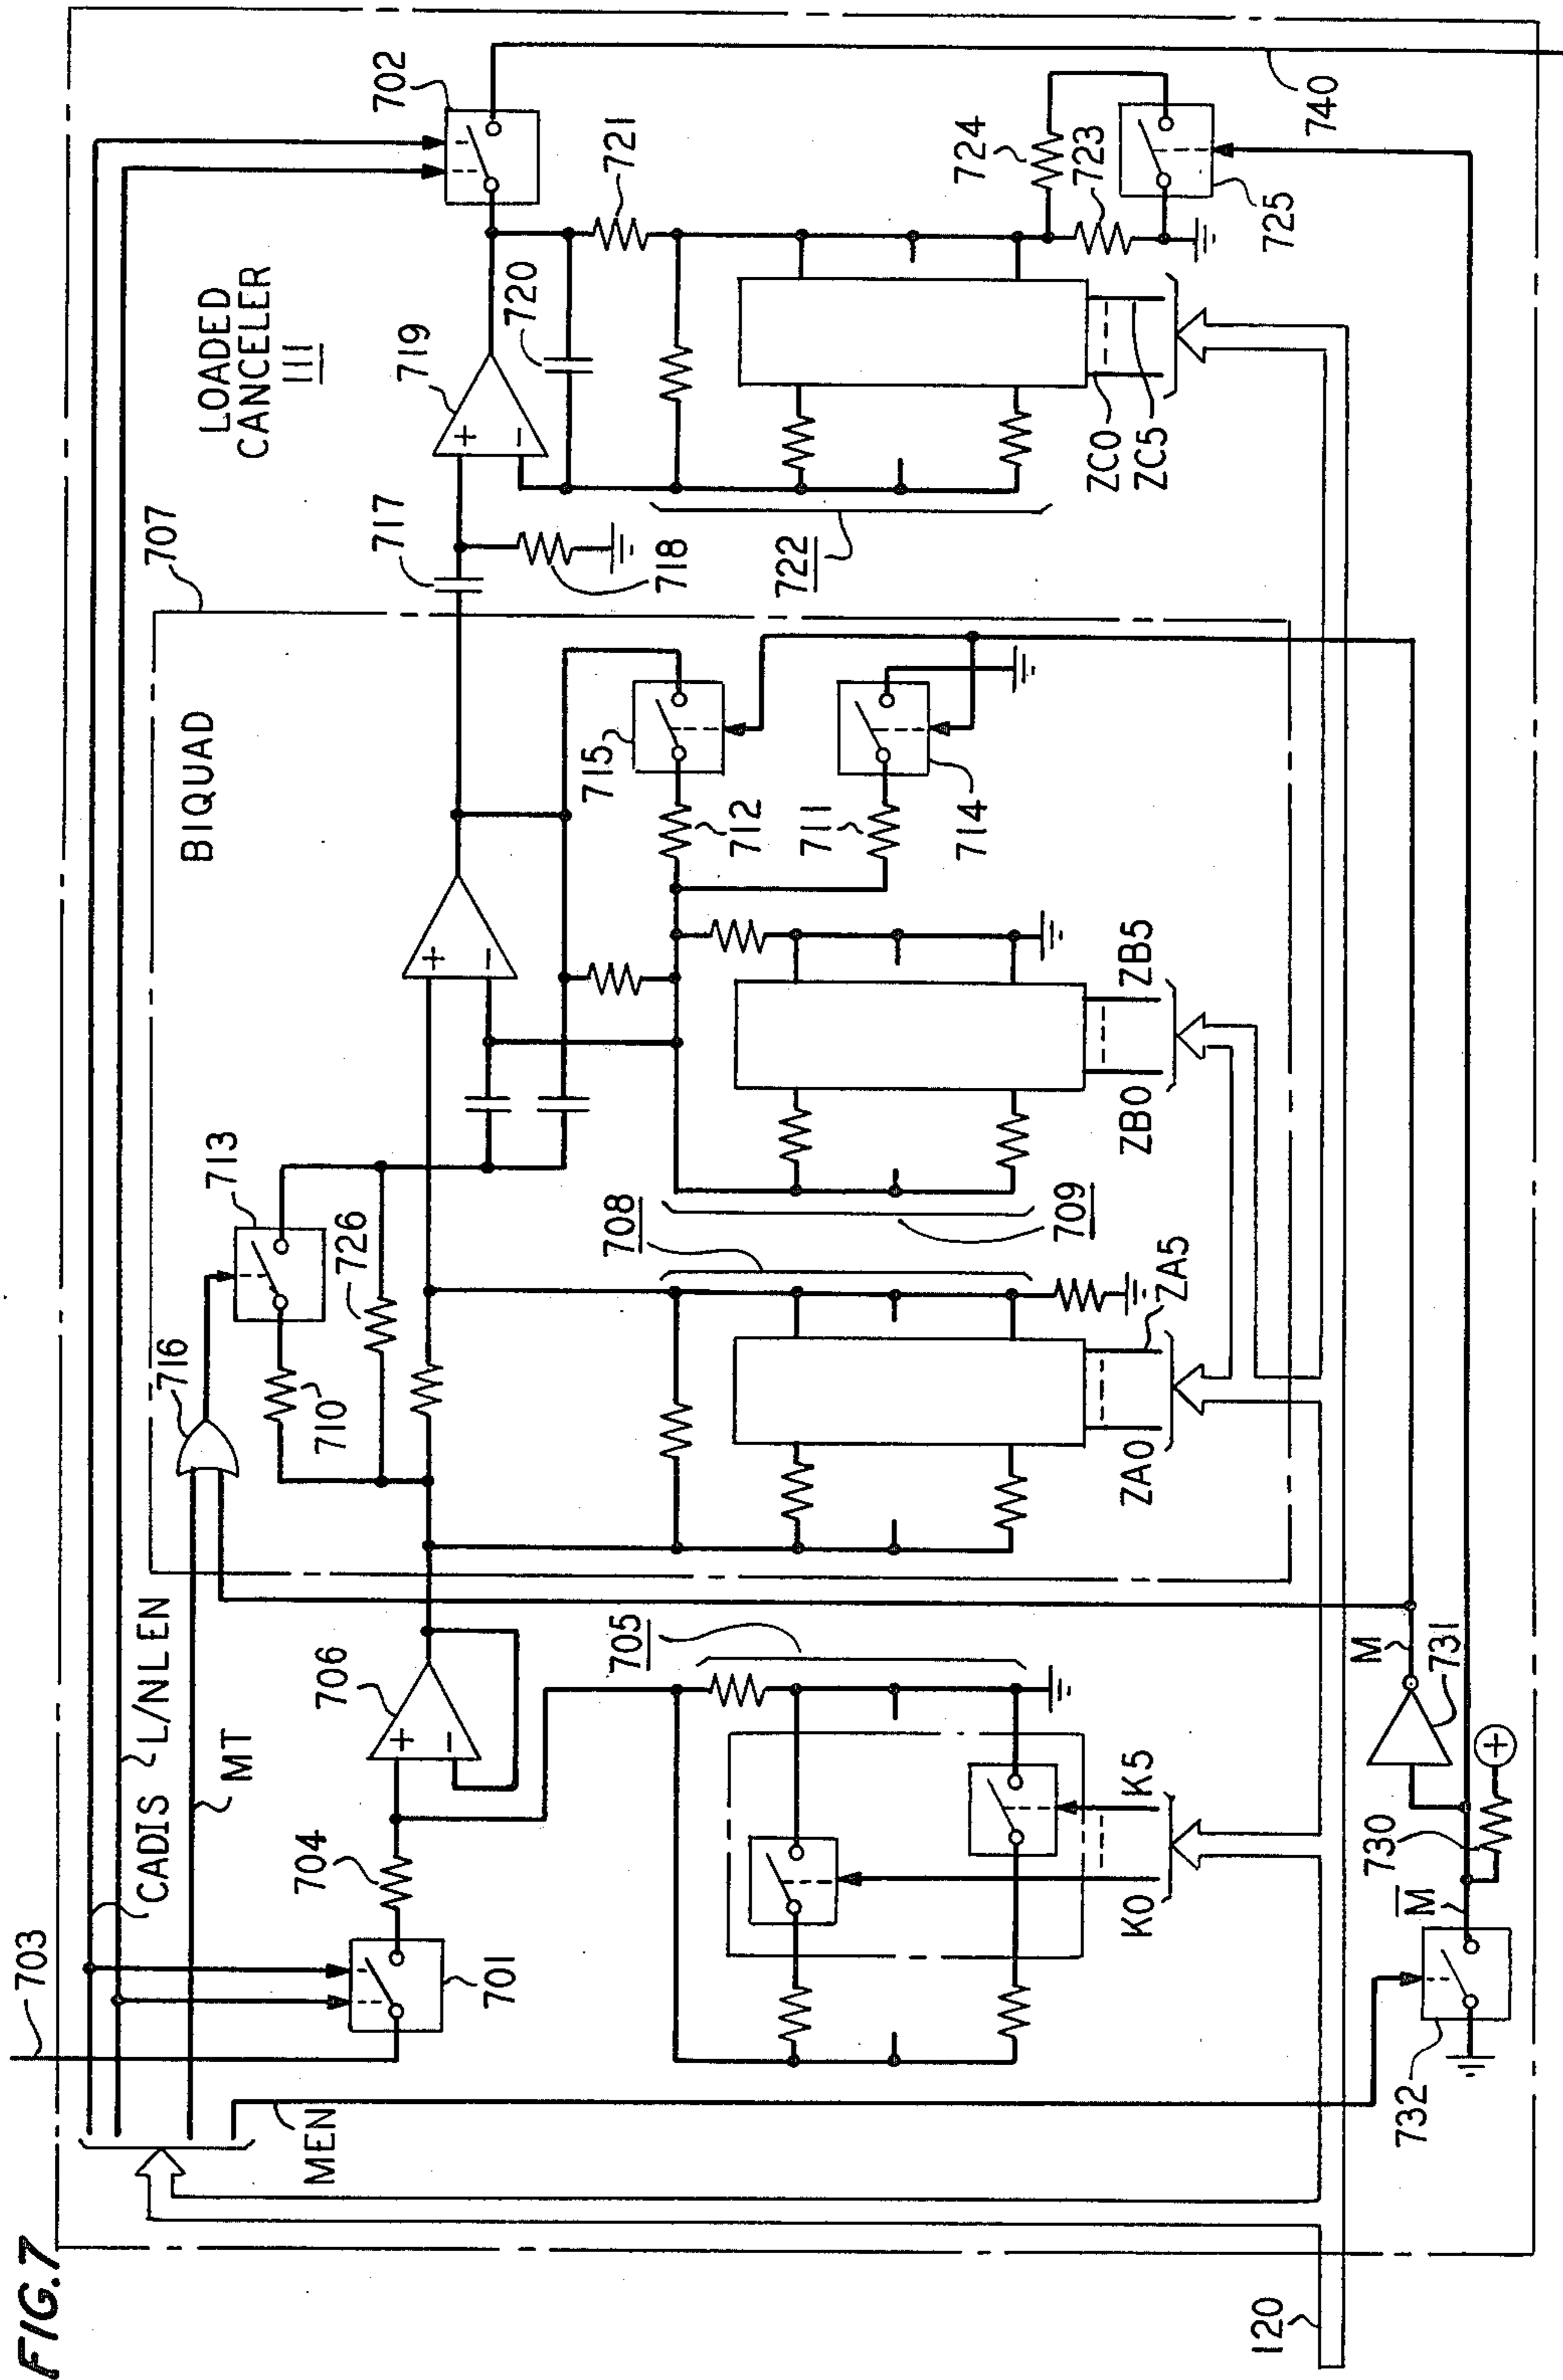 FIG.7
LOADED
CANCELER
111
703
CADIS
L/NLEN
MT
MEN
701
702
704
705
706
BIQUAD
707
716
713
710
726
708
709
715
712
711
714
717
718
719
720
721
722
724
723
725
740
K0
K5
ZA0
ZA5
ZB0
ZB5
ZC0
ZC5
M
M̅
730
731
732
120
+
−
+
−
+
−
+